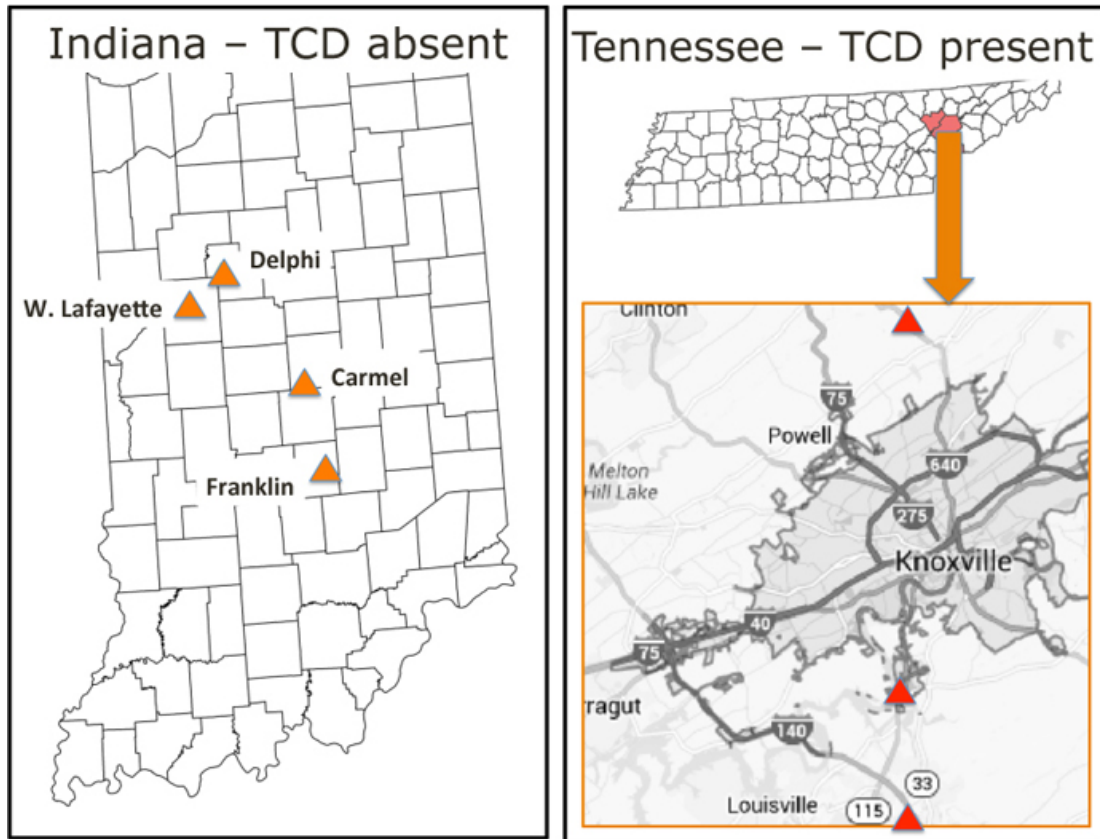 Indiana – TCD absent
Delphi
W. Lafayette
Carmel
Franklin
Tennessee – TCD present
Clinton
75
Powell
640
Melton
Hill Lake
275
Knoxville
40
75
rragut
140
33
Louisville
115